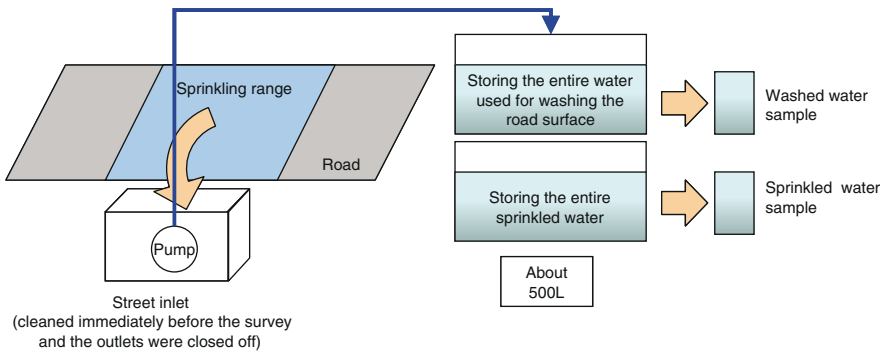 Sprinkling range
Road
Pump
Street inlet
(cleaned immediately before the survey
and the outlets were closed off)
Storing the entire water
used for washing the
road surface
Washed water
sample
Storing the entire
sprinkled water
Sprinkled water
sample
About
500L